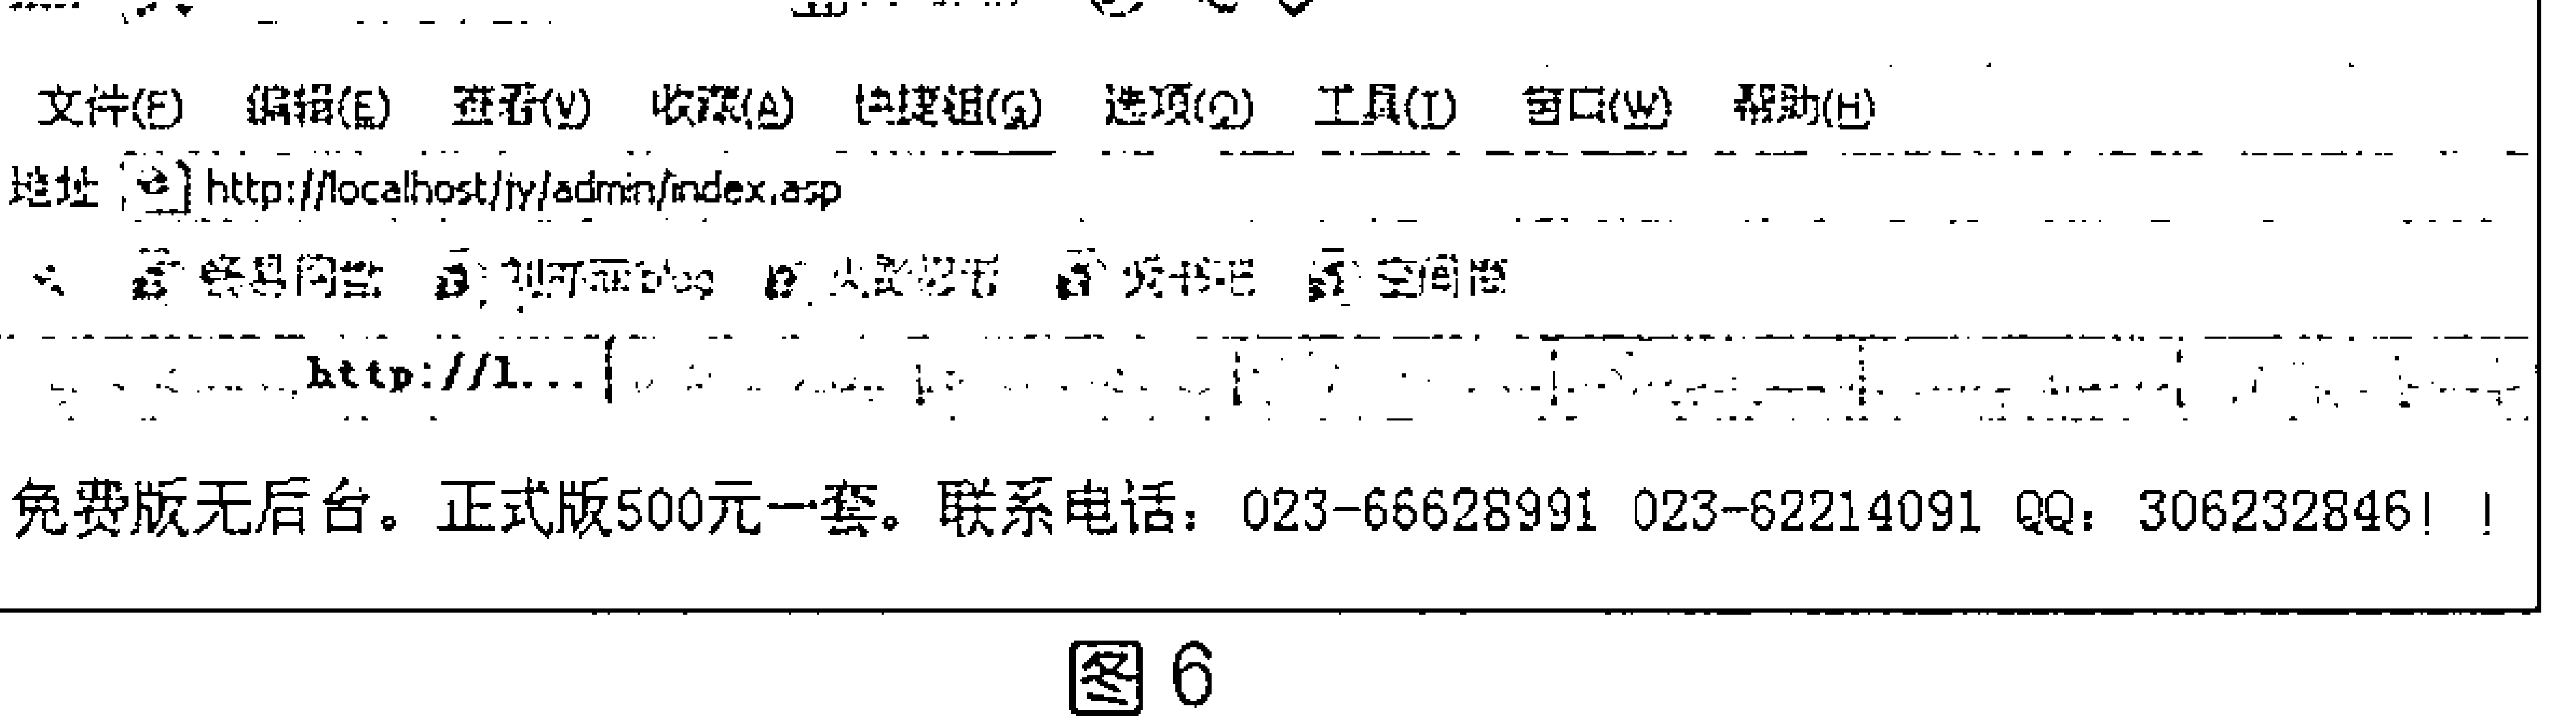 文件(F) 编辑(E) 查看(V) 收藏(A) 快捷组(G) 选项(O) 工具(T) 窗口(W) 帮助(H)
地址 http://localhost/jy/admin/index.asp
空间
http://l...
免费版无后台。正式版500元一套。联系电话：023-66628991 023-62214091 QQ：306232846！！
图 6